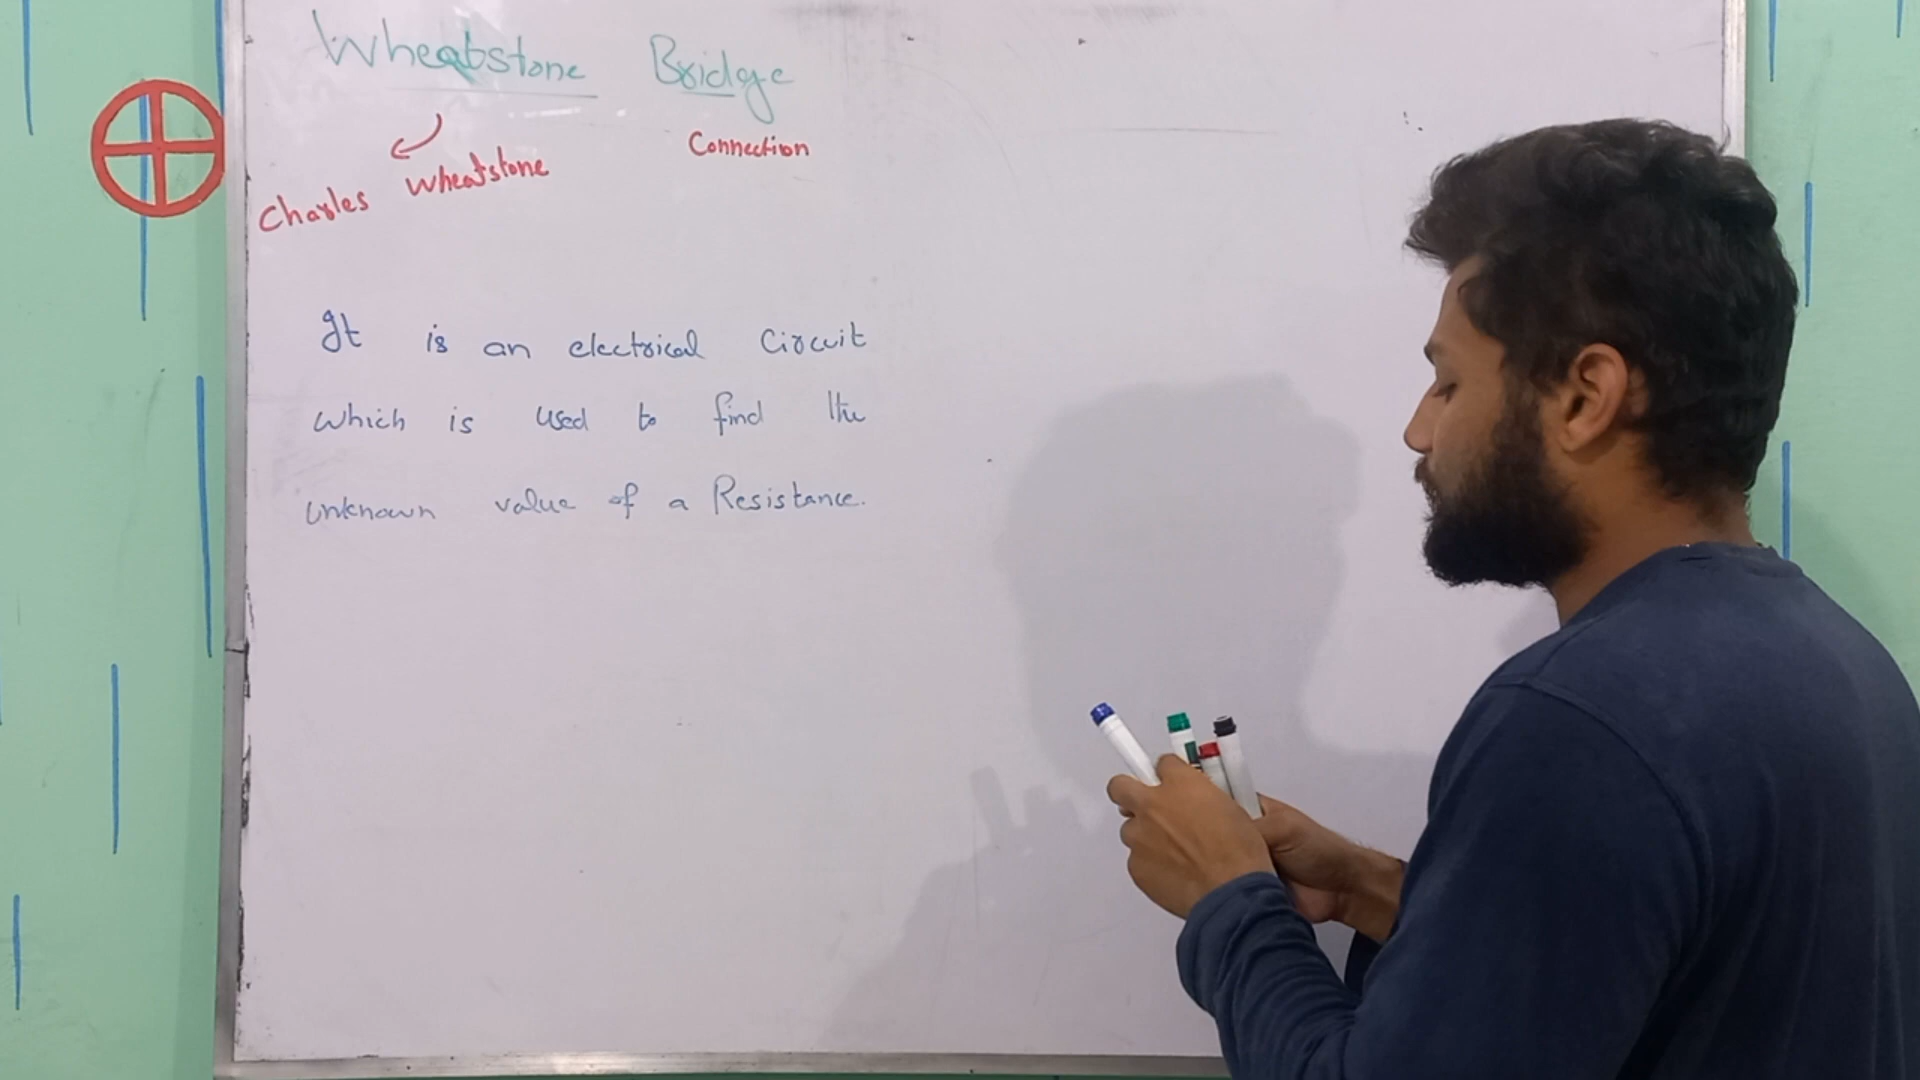 Wheatstone Bridge
Connection
Charles Wheatstone
It is an electrical Circuit
which is used to find the
unknown value of a Resistance.